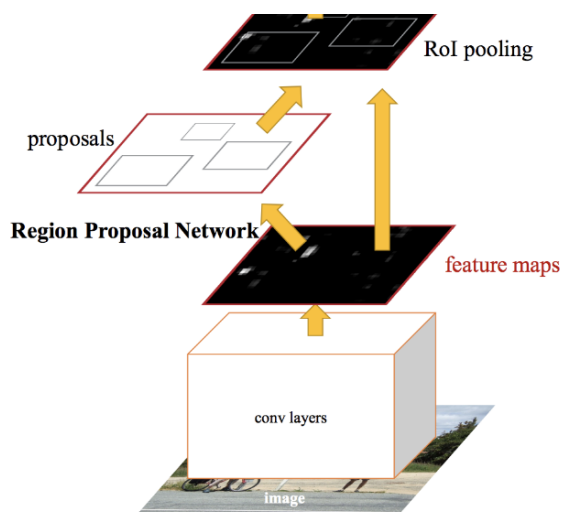 RoI pooling
proposals
Region Proposal Network
feature maps
conv layers
image